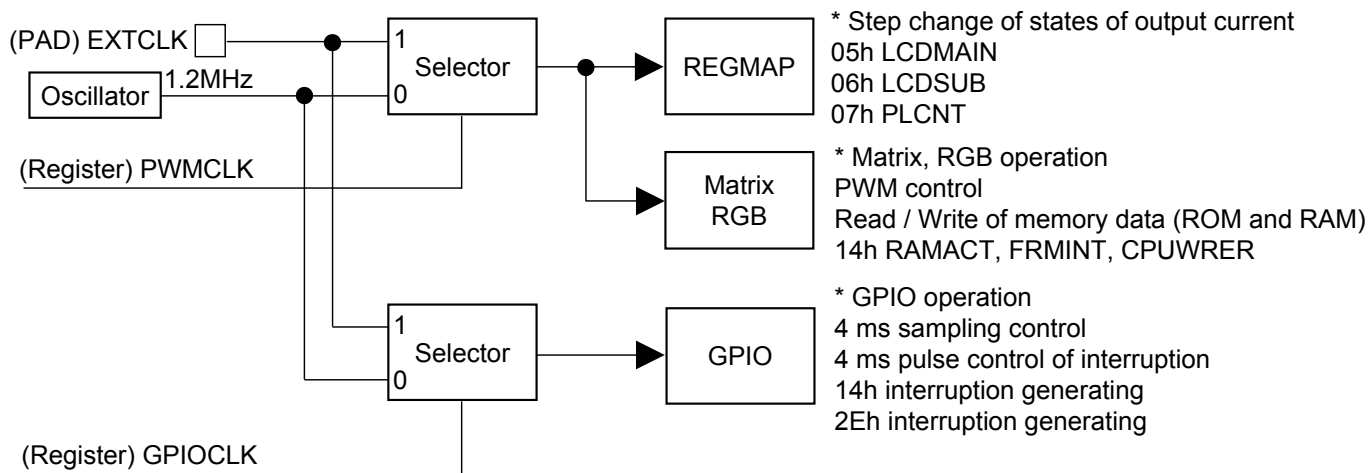 (PAD) EXTCLK
Oscillator
1.2MHz
1
0
Selector
(Register) PWMCLK
REGMAP
* Step change of states of output current
05h LCDMAIN
06h LCDSUB
07h PLCNT
Matrix
RGB
* Matrix, RGB operation
PWM control
Read / Write of memory data (ROM and RAM)
14h RAMACT, FRMINT, CPUWRER
1
0
Selector
(Register) GPIOCLK
GPIO
* GPIO operation
4 ms sampling control
4 ms pulse control of interruption
14h interruption generating
2Eh interruption generating